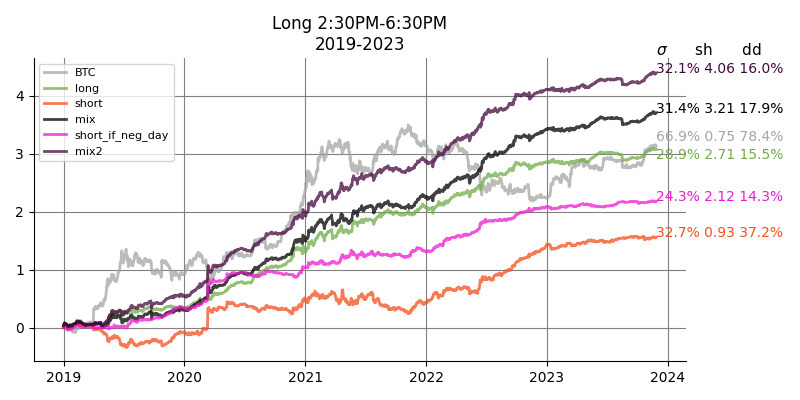 Long 2:30PM-6:30PM
2019-2023
σ sh dd
BTC
long
short
mix
short_if_neg_day
mix2
32.1% 4.06 16.0%
31.4% 3.21 17.9%
66.9% 0.75 78.4%
28.9% 2.71 15.5%
24.3% 2.12 14.3%
32.7% 0.93 37.2%
4
3
2
1
0
2019 2020 2021 2022 2023 2024